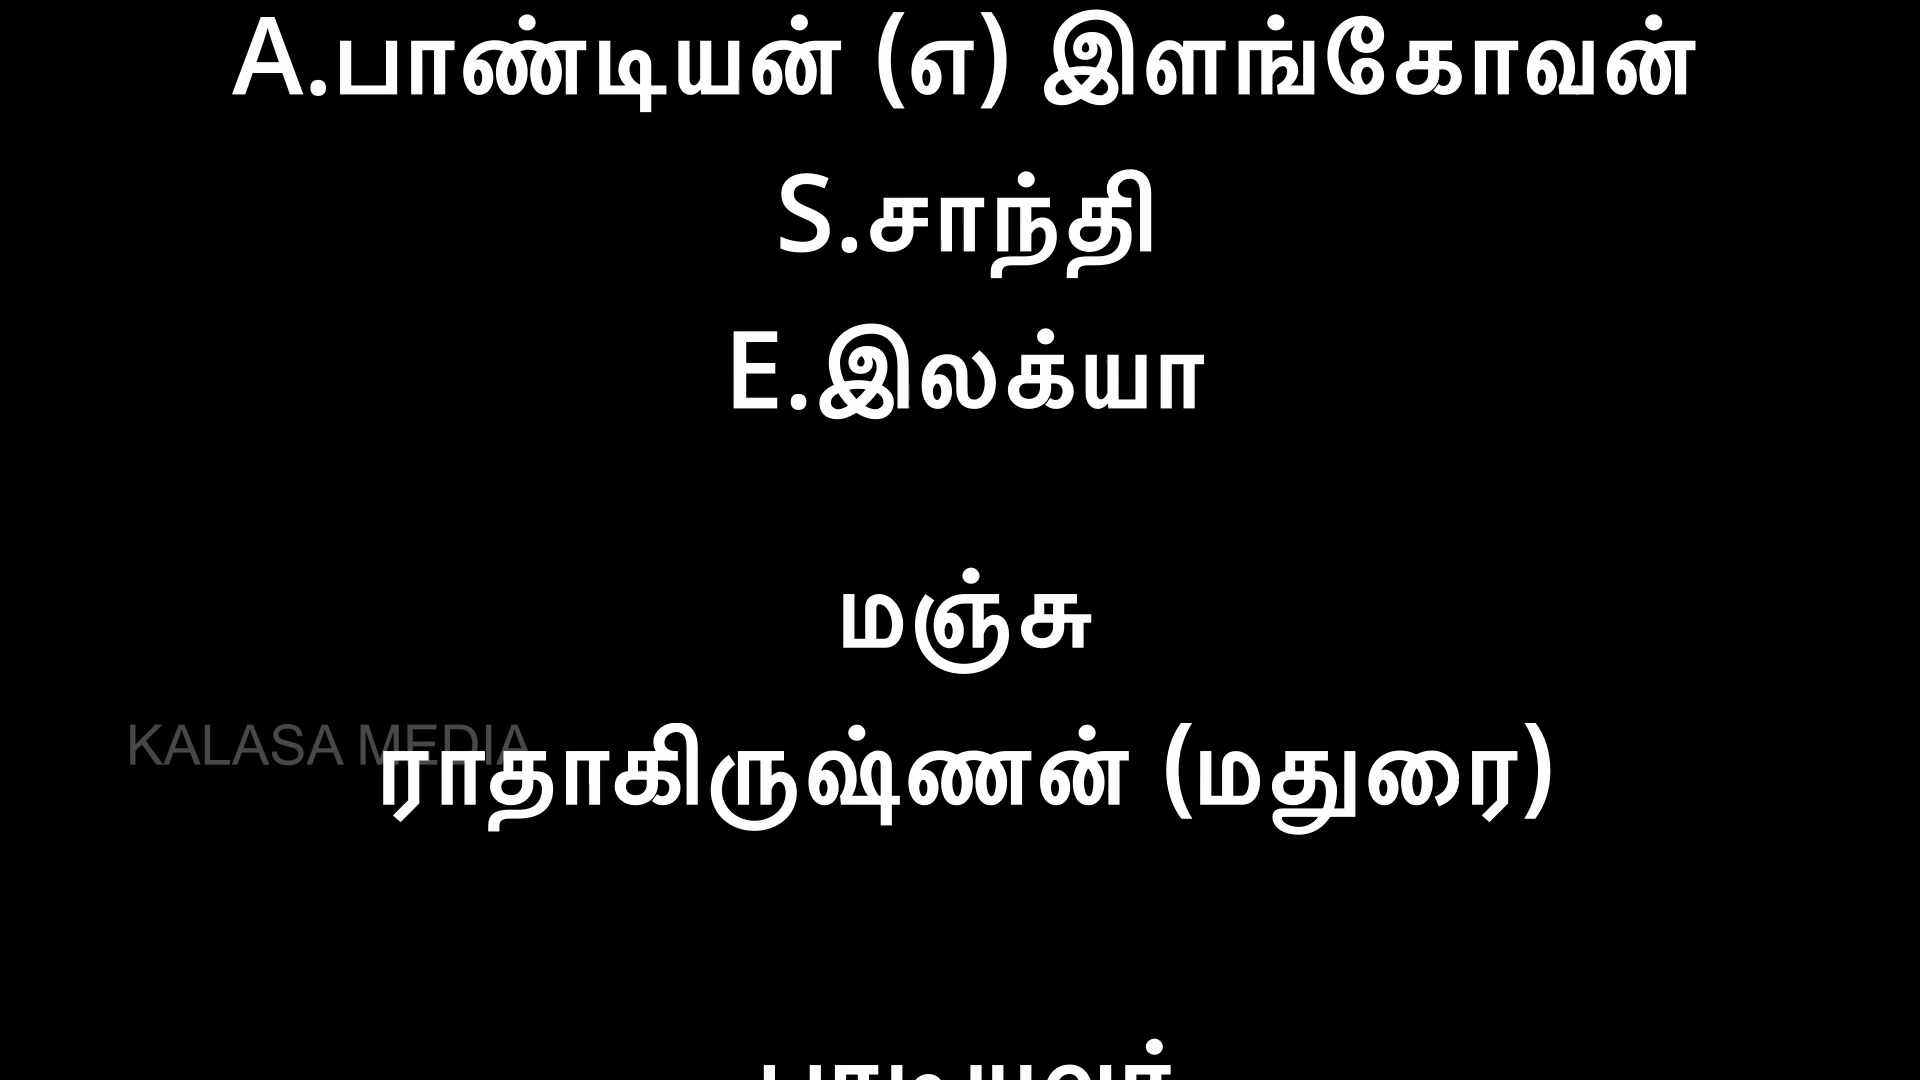 A.பாண்டியன் (எ) இளங்கோவன்
S.சாந்தி
E.இலக்யா
மஞ்சு
KALASA MEDIA
ராதாகிருஷ்ணன் (மதுரை)